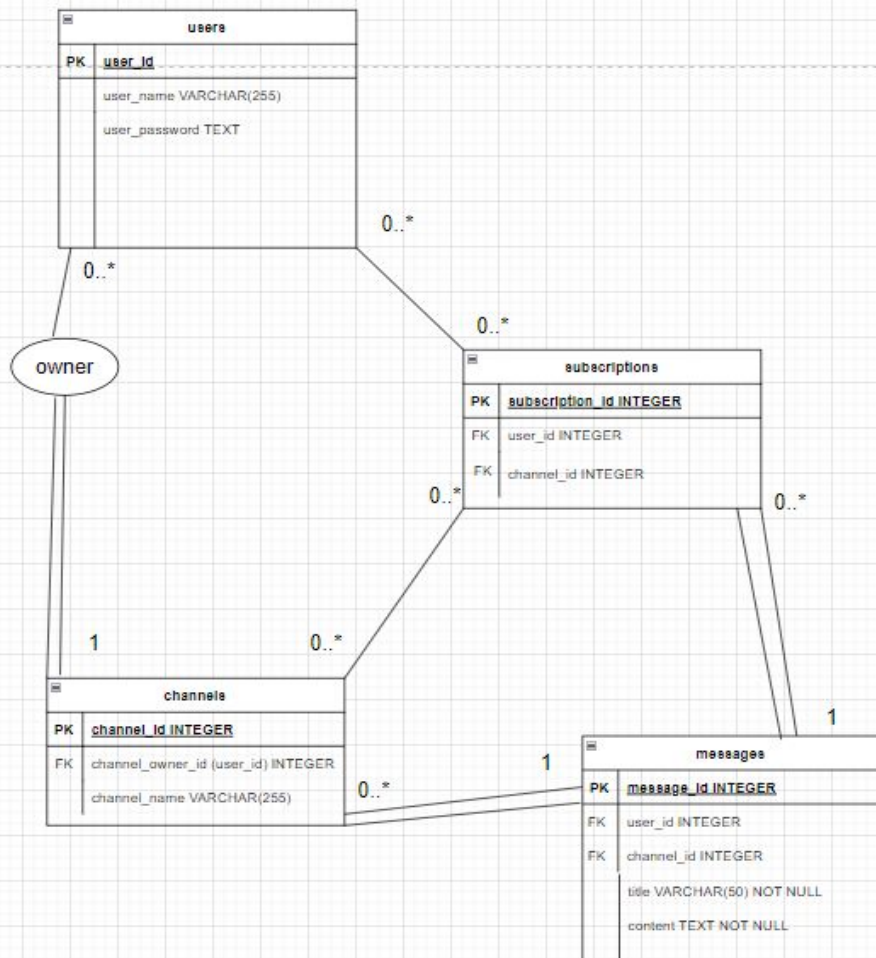 users
PK user_id
user_name VARCHAR(255)
user_password TEXT
0..*
0..*
owner
0..*
subscriptions
PK subscription_id INTEGER
FK user_id INTEGER
FK channel_id INTEGER
0..*
0..*
1
0..*
channels
PK channel_id INTEGER
FK channel_owner_id (user_id) INTEGER
channel_name VARCHAR(255)
0..*
1
1
messages
PK message_id INTEGER
FK user_id INTEGER
FK channel_id INTEGER
title VARCHAR(50) NOT NULL
content TEXT NOT NULL